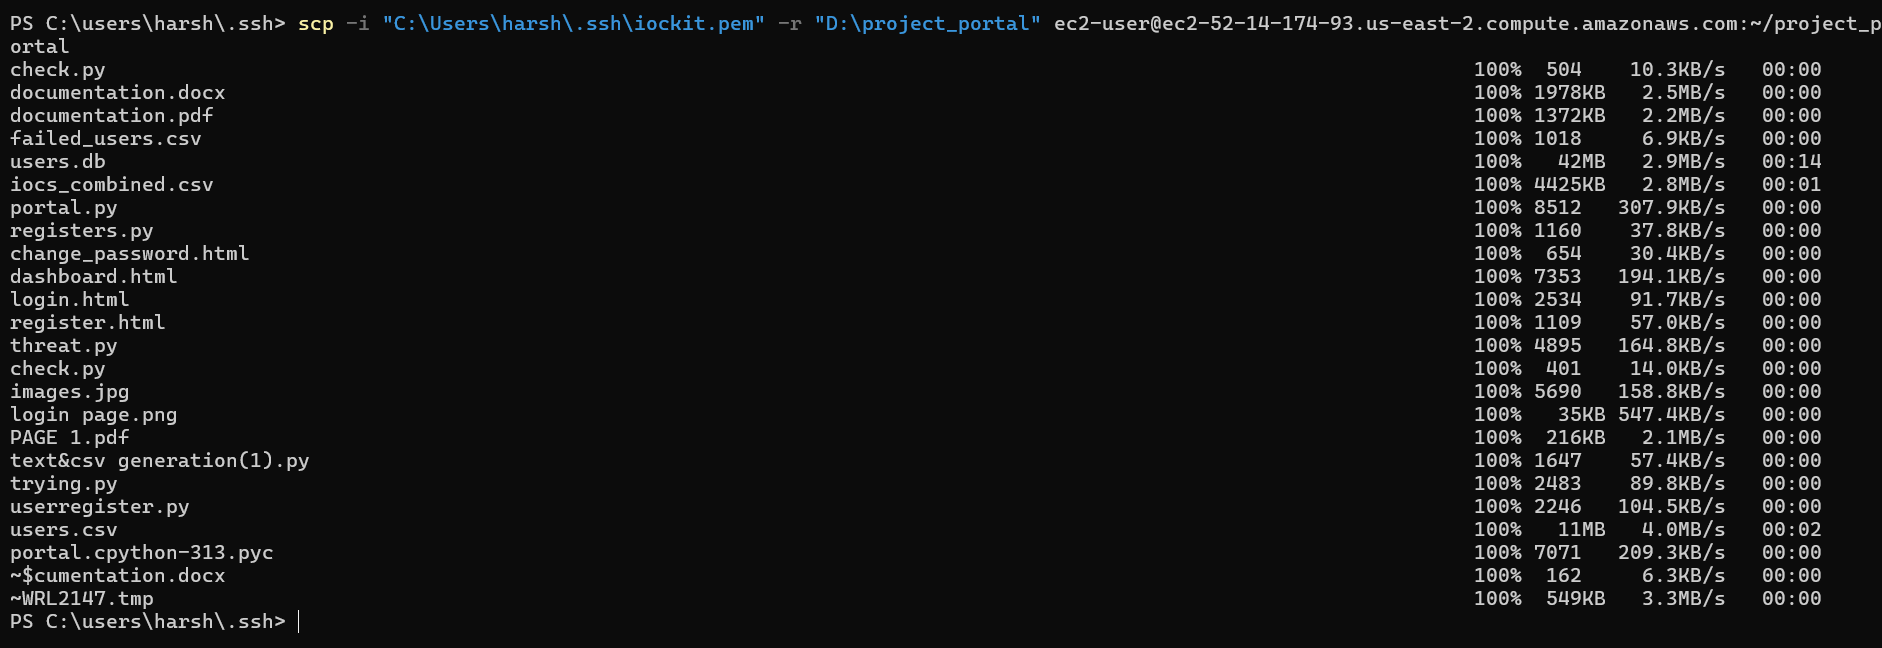 PS C:\users\harsh\.ssh> scp -i "C:\Users\harsh\.ssh\iockit.pem" -r "D:\project_portal" ec2-user@ec2-52-14-174-93.us-east-2.compute.amazonaws.com:~/project_p
ortal
check.py 100% 504 10.3KB/s 00:00
documentation.docx 100% 1978KB 2.5MB/s 00:00
documentation.pdf 100% 1372KB 2.2MB/s 00:00
failed_users.csv 100% 1018 6.9KB/s 00:00
users.db 100% 42MB 2.9MB/s 00:14
iocs_combined.csv 100% 4425KB 2.8MB/s 00:01
portal.py 100% 8512 307.9KB/s 00:00
registers.py 100% 1160 37.8KB/s 00:00
change_password.html 100% 654 30.4KB/s 00:00
dashboard.html 100% 7353 194.1KB/s 00:00
login.html 100% 2534 91.7KB/s 00:00
register.html 100% 1109 57.0KB/s 00:00
threat.py 100% 4895 164.8KB/s 00:00
check.py 100% 401 14.0KB/s 00:00
images.jpg 100% 5690 158.8KB/s 00:00
login page.png 100% 35KB 547.4KB/s 00:00
PAGE 1.pdf 100% 216KB 2.1MB/s 00:00
text&csv generation(1).py 100% 1647 57.4KB/s 00:00
trying.py 100% 2483 89.8KB/s 00:00
userregister.py 100% 2246 104.5KB/s 00:00
users.csv 100% 11MB 4.0MB/s 00:02
portal.cpython-313.pyc 100% 7071 209.3KB/s 00:00
~$cumentation.docx 100% 162 6.3KB/s 00:00
~WRL2147.tmp 100% 549KB 3.3MB/s 00:00
PS C:\users\harsh\.ssh>